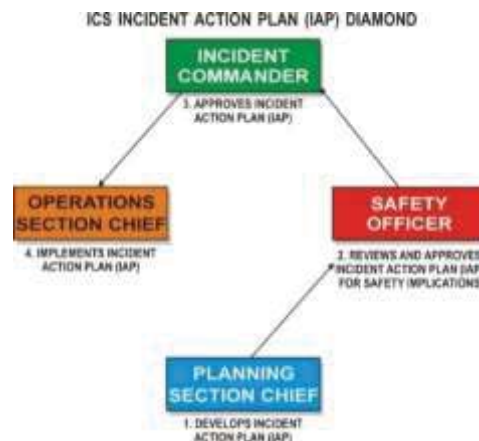 ICS INCIDENT ACTION PLAN (IAP) DIAMOND
INCIDENT
COMMANDER
3. APPROVES INCIDENT
ACTION PLAN (IAP)
OPERATIONS
SECTION CHIEF
4. IMPLEMENTS INCIDENT
ACTION PLAN (IAP)
SAFETY
OFFICER
2. REVIEWS AND APPROVES
INCIDENT ACTION PLAN (IAP
FOR SAFETY IMPLICATIONS
PLANNING
SECTION CHIEF
1. DEVELOPS INCIDENT
ACTION PLAN (IAP)